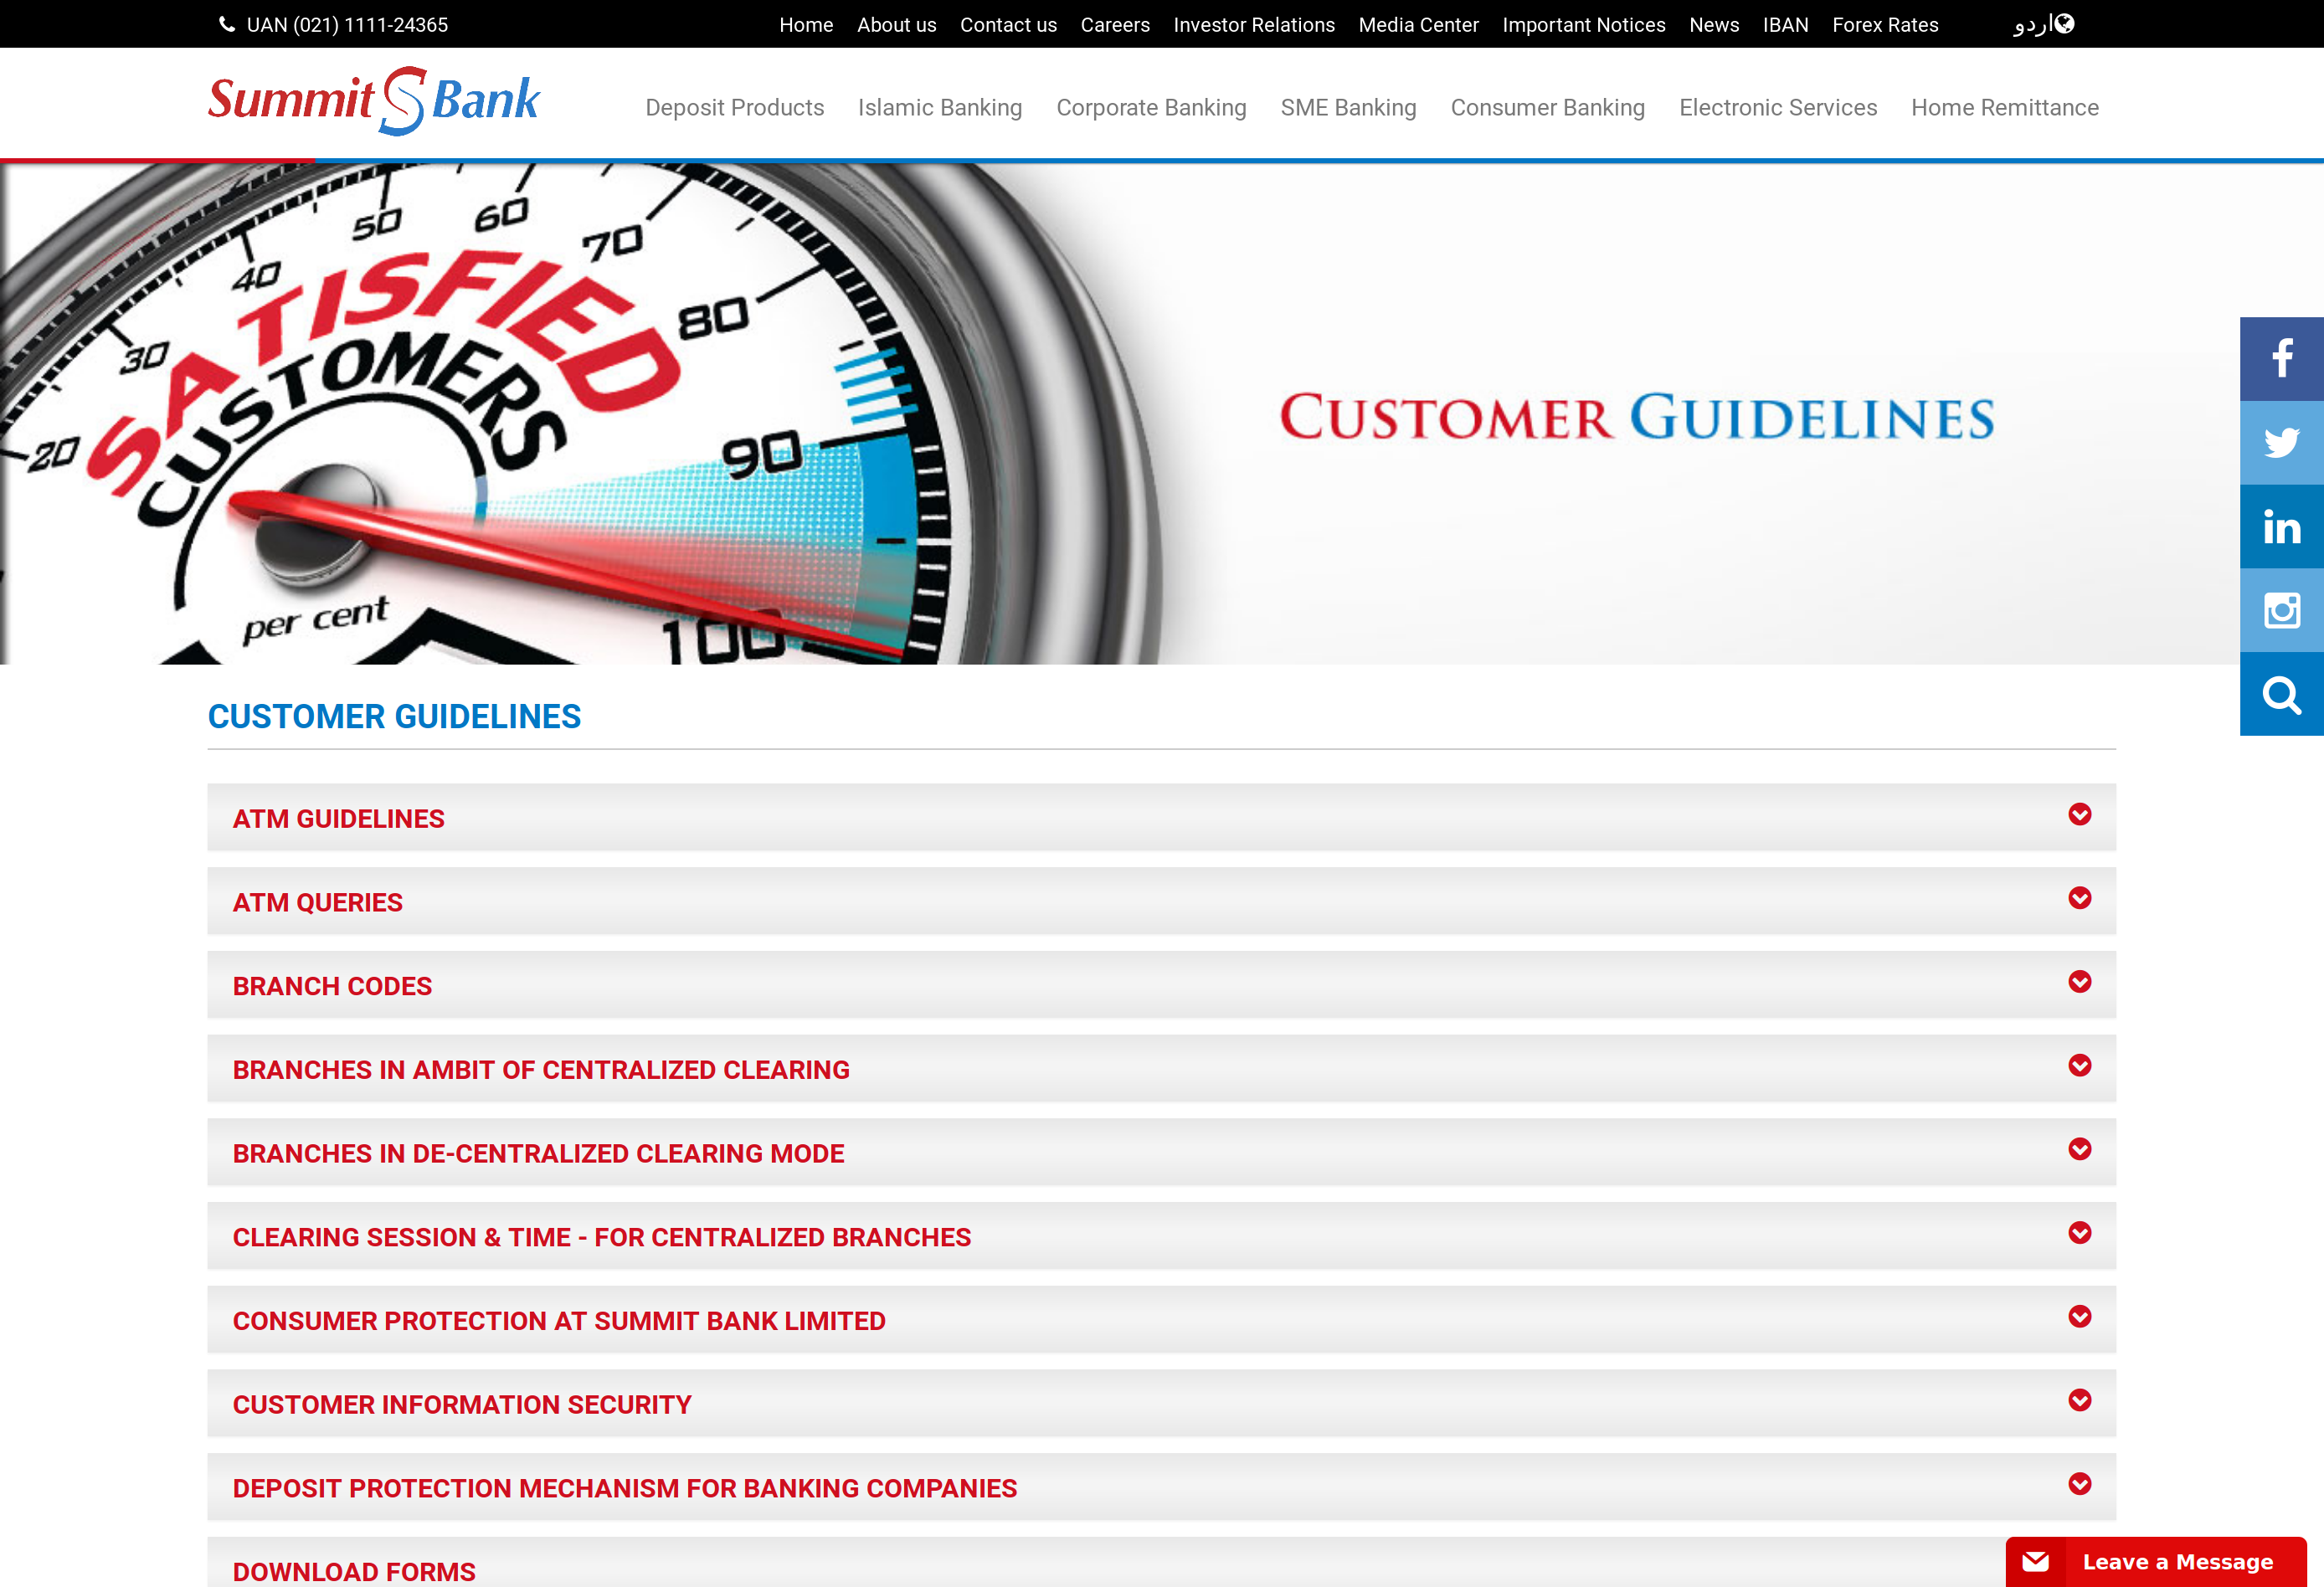 UAN (021) 1111-24365
Home About us Contact us Careers Investor Relations Media Center Important Notices News IBAN Forex Rates اردو
Summit S Bank
Deposit Products Islamic Banking Corporate Banking SME Banking Consumer Banking Electronic Services Home Remittance
20 30 40 50 60 70 80 90 100
SATISFIED
CUSTOMERS
per cent
CUSTOMER GUIDELINES
CUSTOMER GUIDELINES
ATM GUIDELINES
ATM QUERIES
BRANCH CODES
BRANCHES IN AMBIT OF CENTRALIZED CLEARING
BRANCHES IN DE-CENTRALIZED CLEARING MODE
CLEARING SESSION & TIME - FOR CENTRALIZED BRANCHES
CONSUMER PROTECTION AT SUMMIT BANK LIMITED
CUSTOMER INFORMATION SECURITY
DEPOSIT PROTECTION MECHANISM FOR BANKING COMPANIES
DOWNLOAD FORMS
Leave a Message